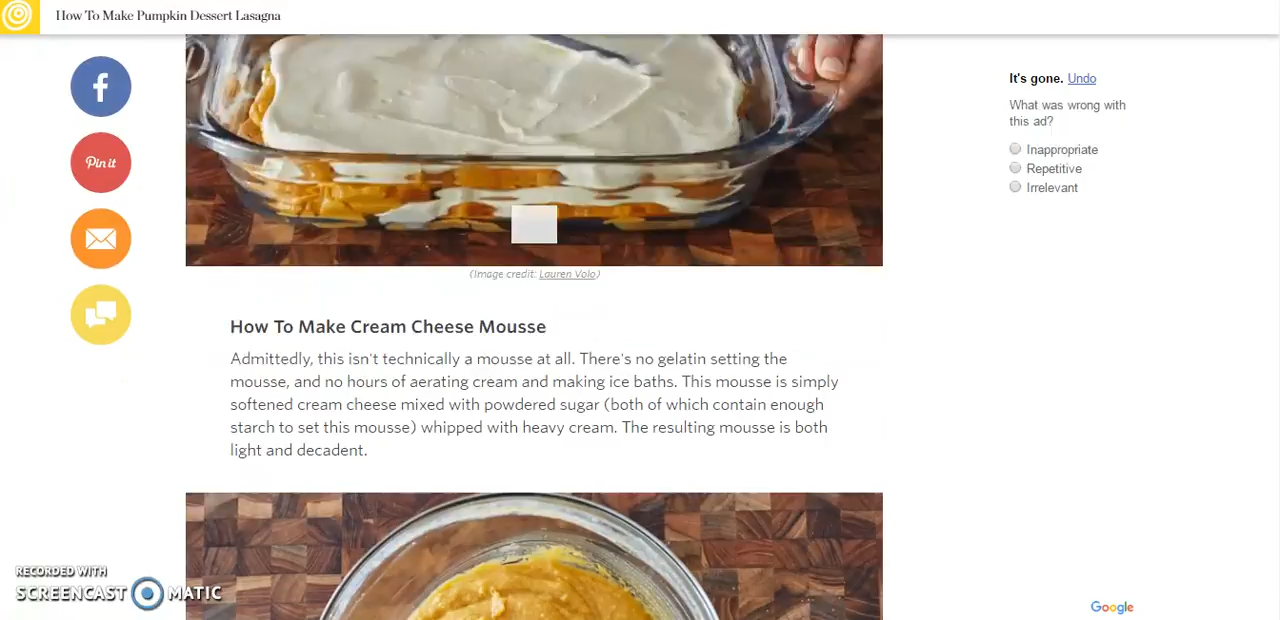 How To Make Pumpkin Dessert Lasagna
It's gone. Undo
What was wrong with
this ad?
Inappropriate
Repetitive
Irrelevant
f
Pin it
(Image credit: Lauren Volo)
How To Make Cream Cheese Mousse
Admittedly, this isn't technically a mousse at all. There's no gelatin setting the
mousse, and no hours of aerating cream and making ice baths. This mousse is simply
softened cream cheese mixed with powdered sugar (both of which contain enough
starch to set this mousse) whipped with heavy cream. The resulting mousse is both
light and decadent.
RECORDED WITH
SCREENCAST MATIC
Google